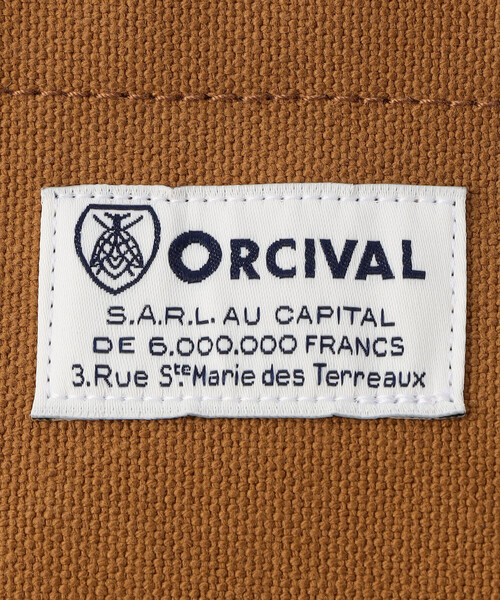 ORCIVAL
S.A.R.L. AU CAPITAL
DE 6.000.000 FRANCS
3.Rue Ste Marie des Terreaux